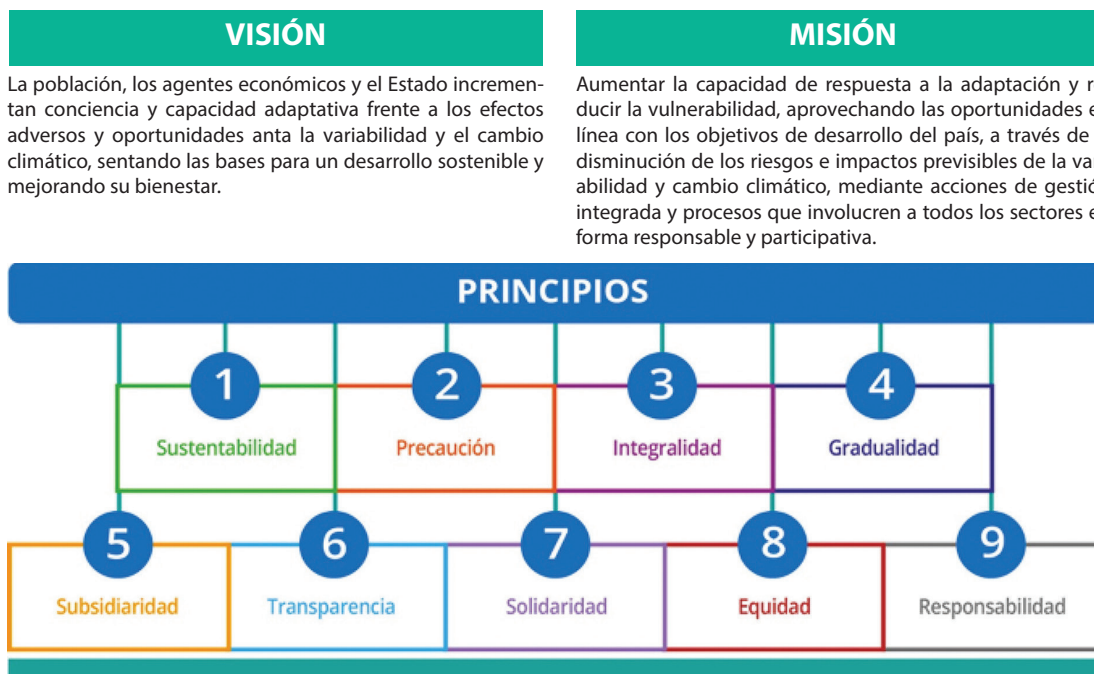 VISIÓN
La población, los agentes económicos y el Estado incremen-
tan conciencia y capacidad adaptativa frente a los efectos
adversos y oportunidades anta la variabilidad y el cambio
climático, sentando las bases para un desarrollo sostenible y
mejorando su bienestar.
MISIÓN
Aumentar la capacidad de respuesta a la adaptación y r
ducir la vulnerabilidad, aprovechando las oportunidades e
línea con los objetivos de desarrollo del país, a través de
disminución de los riesgos e impactos previsibles de la va
abilidad y cambio climático, mediante acciones de gestió
integrada y procesos que involucren a todos los sectores e
forma responsable y participativa.
PRINCIPIOS
1
Sustentabilidad
2
Precaución
3
Integralidad
4
Gradualidad
5
Subsidiaridad
6
Transparencia
7
Solidaridad
8
Equidad
9
Responsabilidad